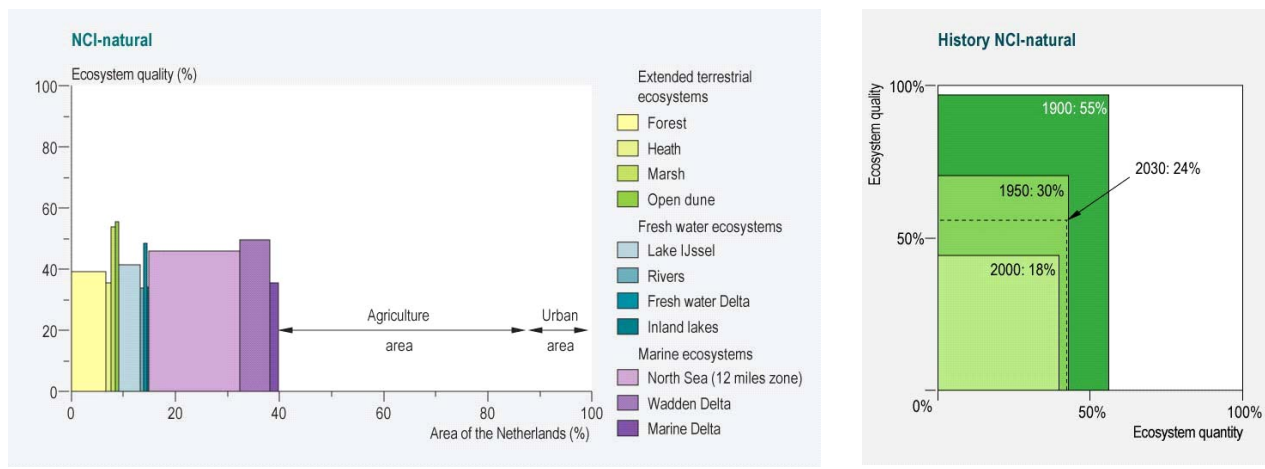 NCI-natural
Ecosystem quality (%)
100
80
60
40
20
0
0
20
40
60
80
100
Area of the Netherlands (%)
Agriculture
area
Urban
area
Extended terrestrial
ecosystems
Forest
Heath
Marsh
Open dune
Fresh water ecosystems
Lake IJssel
Rivers
Fresh water Delta
Inland lakes
Marine ecosystems
North Sea (12 miles zone)
Wadden Delta
Marine Delta
History NCI-natural
Ecosystem quality
100%
50%
0%
50%
100%
Ecosystem quantity
1900: 55%
1950: 30%
2030: 24%
2000: 18%